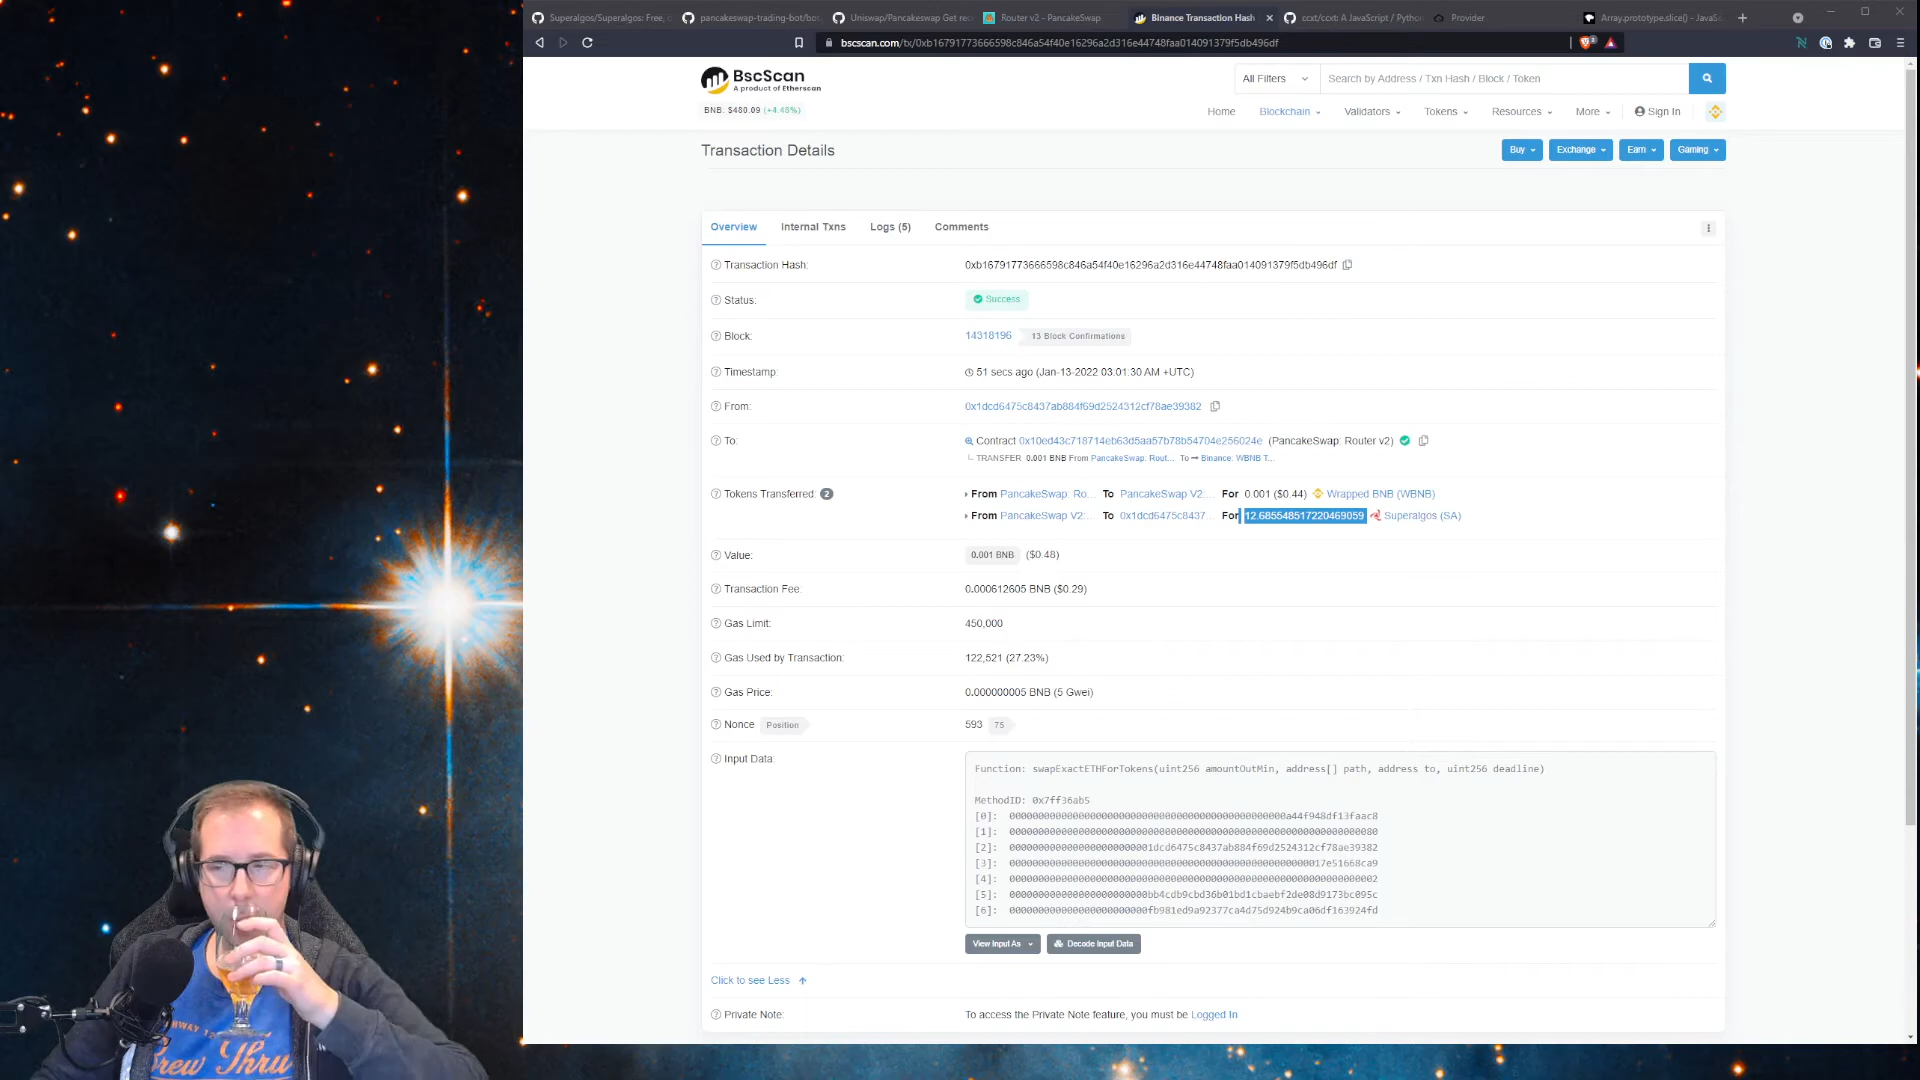 Superalgos/Superalgos: Free, o
pancakeswap-trading-bot/bot.
Uniswap/Pancakeswap Get rec
Router v2 - PancakeSwap
Binance Transaction Hash
ccxt/ccxt: A JavaScript / Python
Provider
Array.prototype.slice() - JavaSc
bscscan.com/tx/0xb16791773666598c846a54f40e16296a2d316e44748faa014091379f5db496df
BscScan
A product of Etherscan
All Filters
Search by Address / Txn Hash / Block / Token
BNB: $480.09 (+4.48%)
Home
Blockchain
Validators
Tokens
Resources
More
Sign In
Transaction Details
Buy
Exchange
Earn
Gaming
Overview
Internal Txns
Logs (5)
Comments
Transaction Hash:
0xb16791773666598c846a54f40e16296a2d316e44748faa014091379f5db496df
Status:
Success
Block:
14318196
13 Block Confirmations
Timestamp:
51 secs ago (Jan-13-2022 03:01:30 AM +UTC)
From:
0x1dcd6475c8437ab884f69d2524312cf78ae39382
To:
Contract 0x10ed43c718714eb63d5aa57b78b54704e256024e (PancakeSwap: Router v2)
TRANSFER 0.001 BNB From PancakeSwap: Rout... To → Binance: WBNB T...
Tokens Transferred: 2
From PancakeSwap: Ro... To PancakeSwap V2:... For 0.001 ($0.44) Wrapped BNB (WBNB)
From PancakeSwap V2:... To 0x1dcd6475c8437... For 12.685548517220469059 Superalgos (SA)
Value:
0.001 BNB ($0.48)
Transaction Fee:
0.000612605 BNB ($0.29)
Gas Limit:
450,000
Gas Used by Transaction:
122,521 (27.23%)
Gas Price:
0.000000005 BNB (5 Gwei)
Nonce Position
593 75
Input Data:
Function: swapExactETHForTokens(uint256 amountOutMin, address[] path, address to, uint256 deadline)
MethodID: 0x7ff36ab5
[0]: 000000000000000000000000000000000000000000000000a44f948df13faac8
[1]: 0000000000000000000000000000000000000000000000000000000000000080
[2]: 0000000000000000000000001dcd6475c8437ab884f69d2524312cf78ae39382
[3]: 0000000000000000000000000000000000000000000000000000017e51668ca9
[4]: 0000000000000000000000000000000000000000000000000000000000000002
[5]: 000000000000000000000000bb4cdb9cbd36b01bd1cbaebf2de08d9173bc095c
[6]: 000000000000000000000000fb981ed9a92377ca4d75d924b9ca06df163924fd
View Input As
Decode Input Data
Click to see Less
Private Note:
To access the Private Note feature, you must be Logged In
Brew Thru